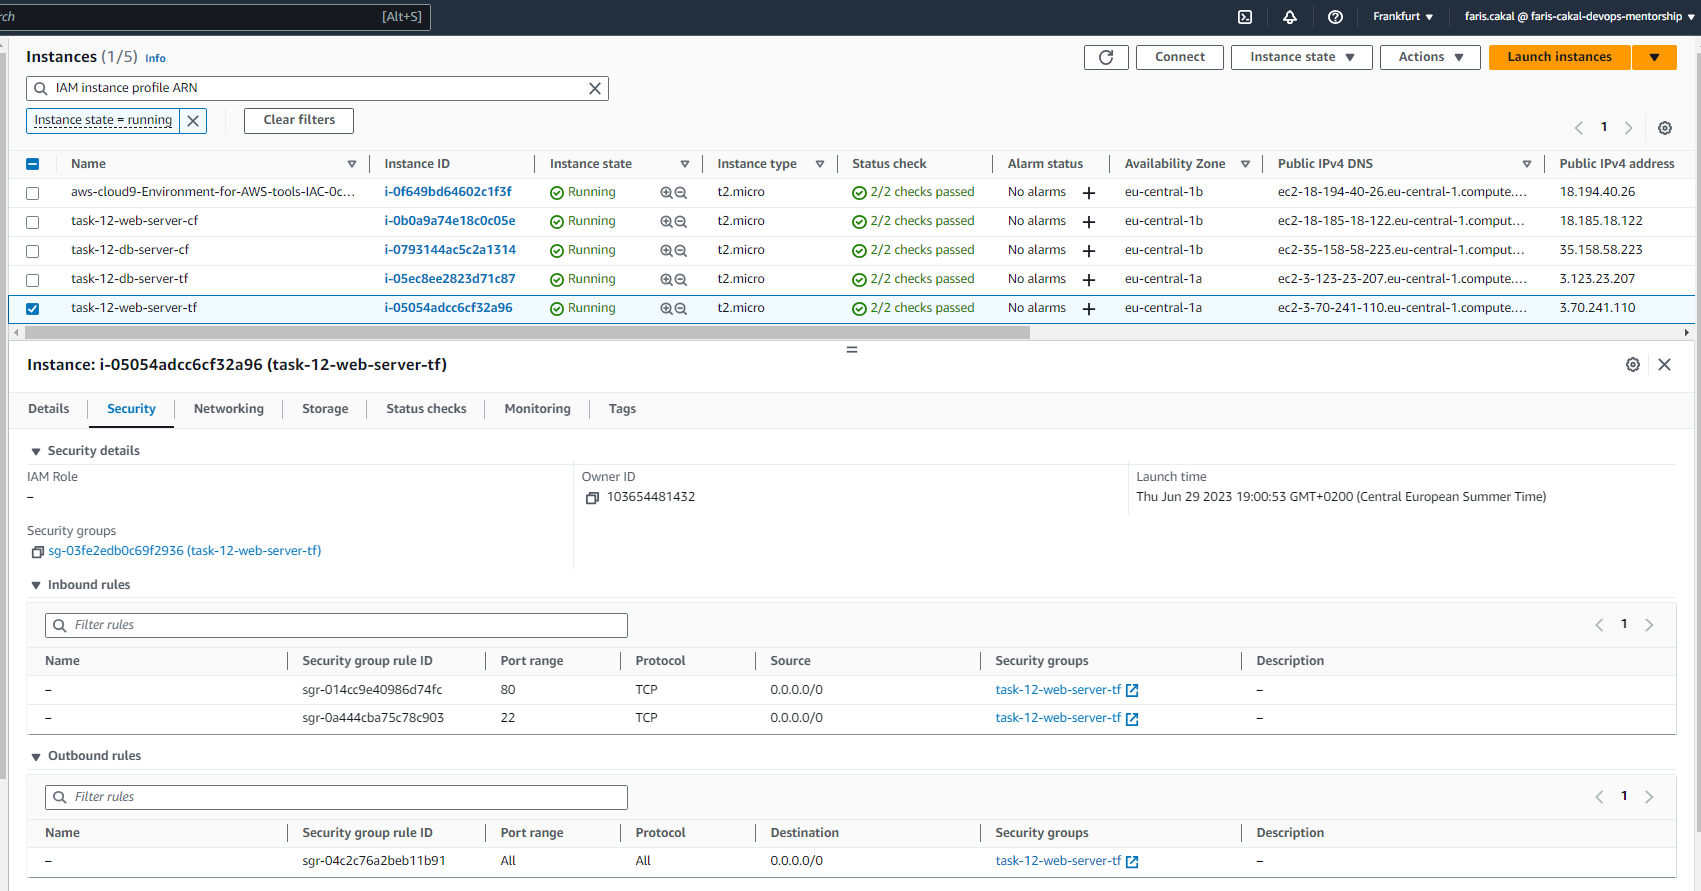 rch [Alt+S] Frankfurt ▼ faris.cakal @ faris-cakal-devops-mentorship ▼
Instances (1/5) Info Connect Instance state ▼ Actions ▼ Launch instances ▼
IAM instance profile ARN
Instance state = running Clear filters 1
Name Instance ID Instance state Instance type Status check Alarm status Availability Zone Public IPv4 DNS Public IPv4 address
aws-cloud9-Environment-for-AWS-tools-IAC-0c... i-0f649bd64602c1f3f Running t2.micro 2/2 checks passed No alarms + eu-central-1b ec2-18-194-40-26.eu-central-1.compute.... 18.194.40.26
task-12-web-server-cf i-0b0a9a74e18c0c05e Running t2.micro 2/2 checks passed No alarms + eu-central-1b ec2-18-185-18-122.eu-central-1.comput... 18.185.18.122
task-12-db-server-cf i-0793144ac5c2a1314 Running t2.micro 2/2 checks passed No alarms + eu-central-1b ec2-35-158-58-223.eu-central-1.comput... 35.158.58.223
task-12-db-server-tf i-05ec8ee2823d71c87 Running t2.micro 2/2 checks passed No alarms + eu-central-1a ec2-3-123-23-207.eu-central-1.compute.... 3.123.23.207
task-12-web-server-tf i-05054adcc6cf32a96 Running t2.micro 2/2 checks passed No alarms + eu-central-1a ec2-3-70-241-110.eu-central-1.compute.... 3.70.241.110
Instance: i-05054adcc6cf32a96 (task-12-web-server-tf)
Details Security Networking Storage Status checks Monitoring Tags
▼ Security details
IAM Role Owner ID Launch time
– 103654481432 Thu Jun 29 2023 19:00:53 GMT+0200 (Central European Summer Time)
Security groups
sg-03fe2edb0c69f2936 (task-12-web-server-tf)
▼ Inbound rules
Filter rules 1
Name Security group rule ID Port range Protocol Source Security groups Description
– sgr-014cc9e40986d74fc 80 TCP 0.0.0.0/0 task-12-web-server-tf –
– sgr-0a444cba75c78c903 22 TCP 0.0.0.0/0 task-12-web-server-tf –
▼ Outbound rules
Filter rules 1
Name Security group rule ID Port range Protocol Destination Security groups Description
– sgr-04c2c76a2beb11b91 All All 0.0.0.0/0 task-12-web-server-tf –